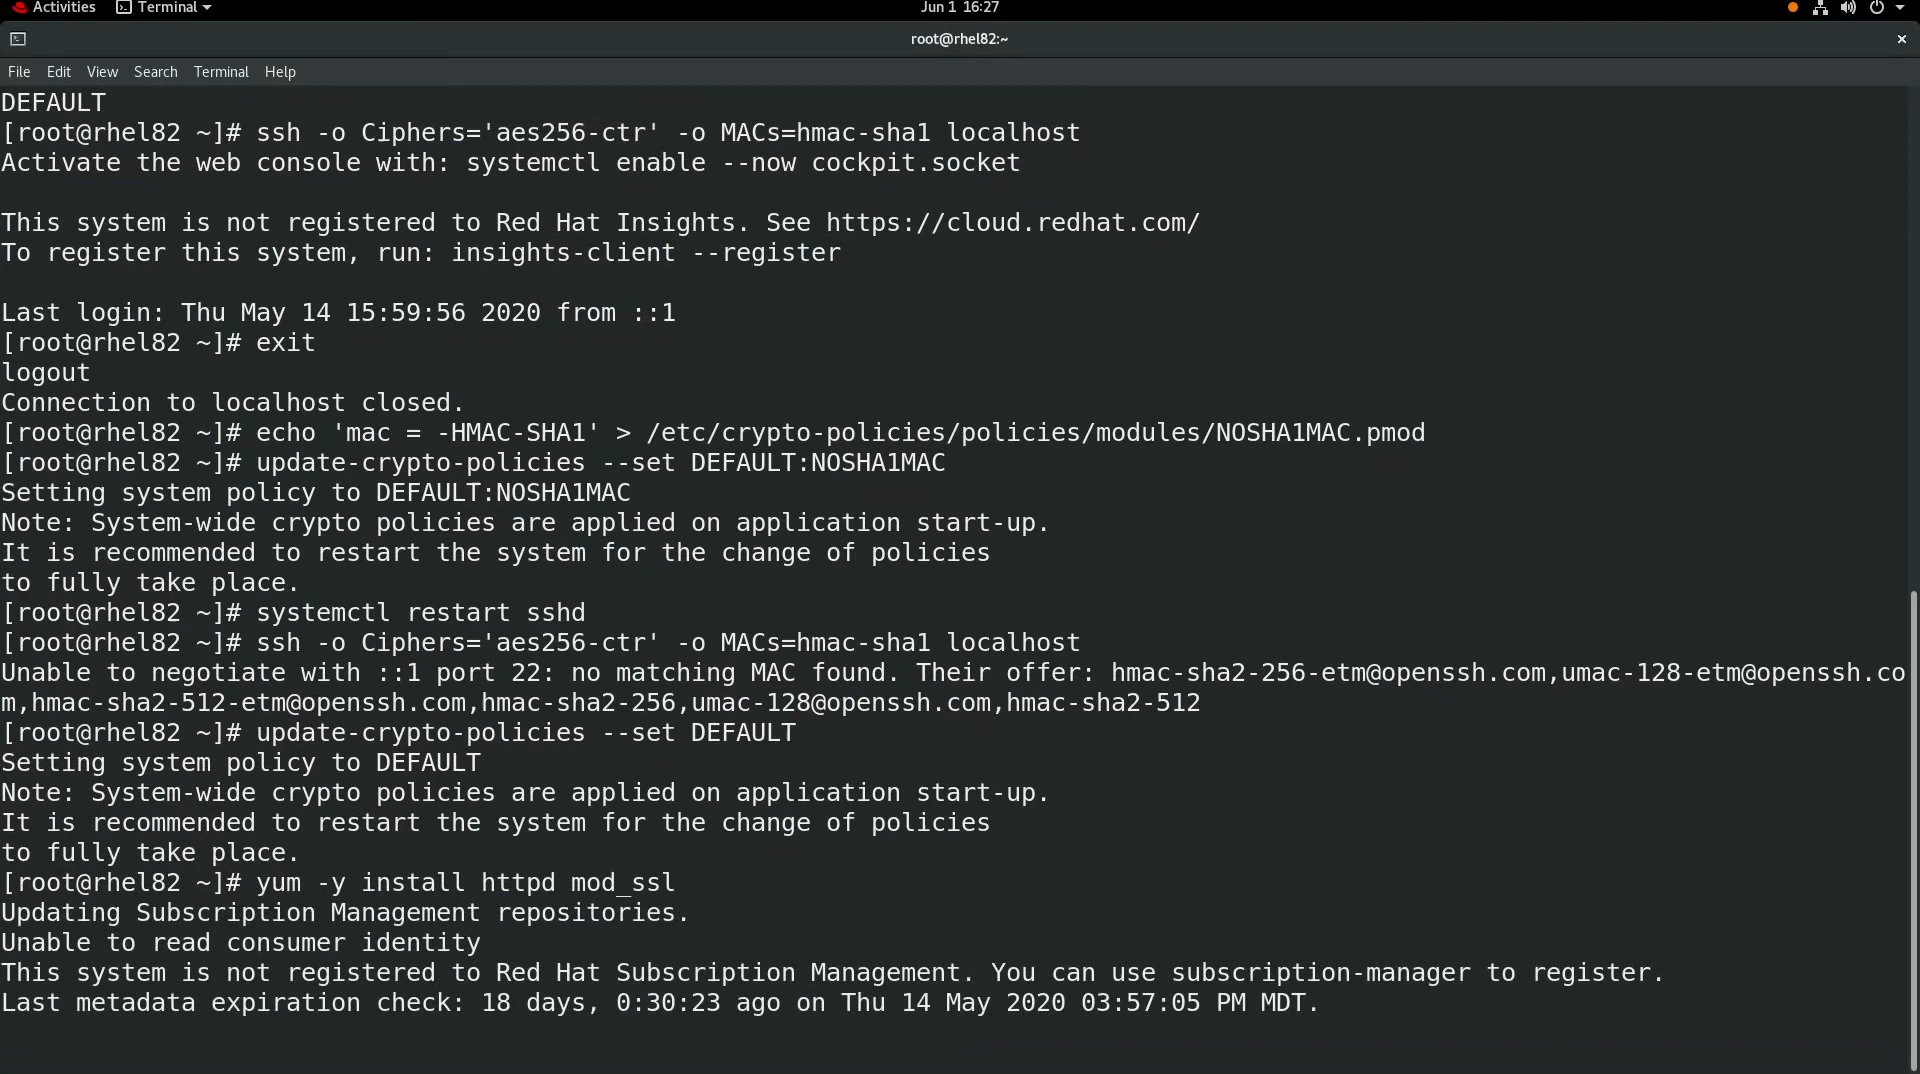 Activities Terminal Jun 1 16:27
root@rhel82:~ ×
File Edit View Search Terminal Help
DEFAULT
[root@rhel82 ~]# ssh -o Ciphers='aes256-ctr' -o MACs=hmac-sha1 localhost
Activate the web console with: systemctl enable --now cockpit.socket

This system is not registered to Red Hat Insights. See https://cloud.redhat.com/
To register this system, run: insights-client --register

Last login: Thu May 14 15:59:56 2020 from ::1
[root@rhel82 ~]# exit
logout
Connection to localhost closed.
[root@rhel82 ~]# echo 'mac = -HMAC-SHA1' > /etc/crypto-policies/policies/modules/NOSHA1MAC.pmod
[root@rhel82 ~]# update-crypto-policies --set DEFAULT:NOSHA1MAC
Setting system policy to DEFAULT:NOSHA1MAC
Note: System-wide crypto policies are applied on application start-up.
It is recommended to restart the system for the change of policies
to fully take place.
[root@rhel82 ~]# systemctl restart sshd
[root@rhel82 ~]# ssh -o Ciphers='aes256-ctr' -o MACs=hmac-sha1 localhost
Unable to negotiate with ::1 port 22: no matching MAC found. Their offer: hmac-sha2-256-etm@openssh.com,umac-128-etm@openssh.co
m,hmac-sha2-512-etm@openssh.com,hmac-sha2-256,umac-128@openssh.com,hmac-sha2-512
[root@rhel82 ~]# update-crypto-policies --set DEFAULT
Setting system policy to DEFAULT
Note: System-wide crypto policies are applied on application start-up.
It is recommended to restart the system for the change of policies
to fully take place.
[root@rhel82 ~]# yum -y install httpd mod_ssl
Updating Subscription Management repositories.
Unable to read consumer identity
This system is not registered to Red Hat Subscription Management. You can use subscription-manager to register.
Last metadata expiration check: 18 days, 0:30:23 ago on Thu 14 May 2020 03:57:05 PM MDT.